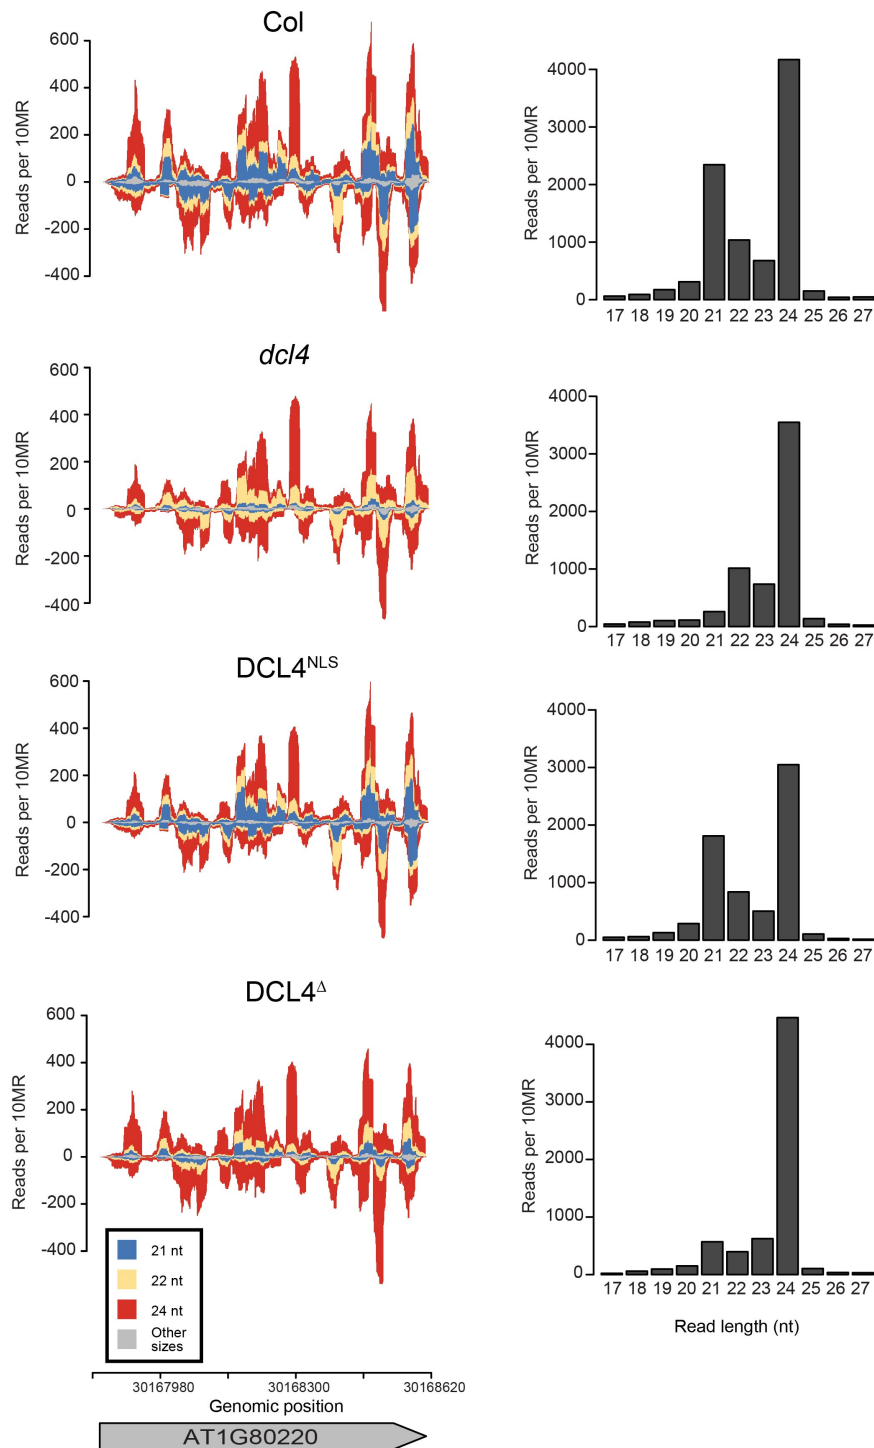 Col
Reads per 10MR
600
400
200
0
-200
-400
Reads per 10MR
4000
3000
2000
1000
0
17 18 19 20 21 22 23 24 25 26 27
dcl4
Reads per 10MR
600
400
200
0
-200
-400
Reads per 10MR
4000
3000
2000
1000
0
17 18 19 20 21 22 23 24 25 26 27
DCL4NLS
Reads per 10MR
600
400
200
0
-200
-400
Reads per 10MR
4000
3000
2000
1000
0
17 18 19 20 21 22 23 24 25 26 27
DCL4Δ
Reads per 10MR
600
400
200
0
-200
-400
21 nt
22 nt
24 nt
Other
sizes
Reads per 10MR
4000
3000
2000
1000
0
17 18 19 20 21 22 23 24 25 26 27
Read length (nt)
30167980 30168300 30168620
Genomic position
AT1G80220